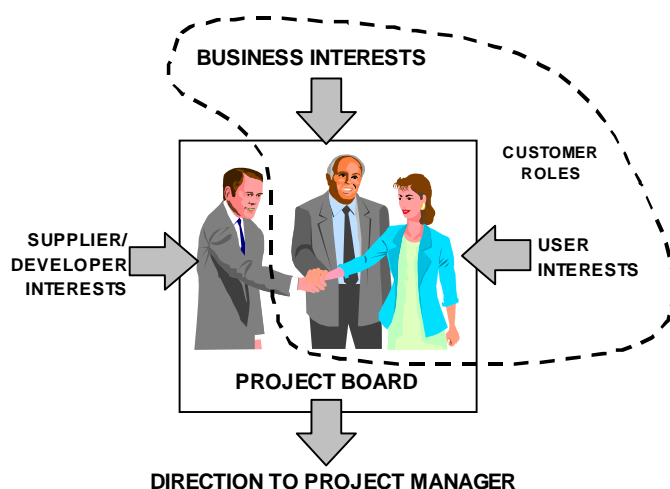 BUSINESS INTERESTS
CUSTOMER
ROLES
SUPPLIER/
DEVELOPER
INTERESTS
USER
INTERESTS
PROJECT BOARD
DIRECTION TO PROJECT MANAGER